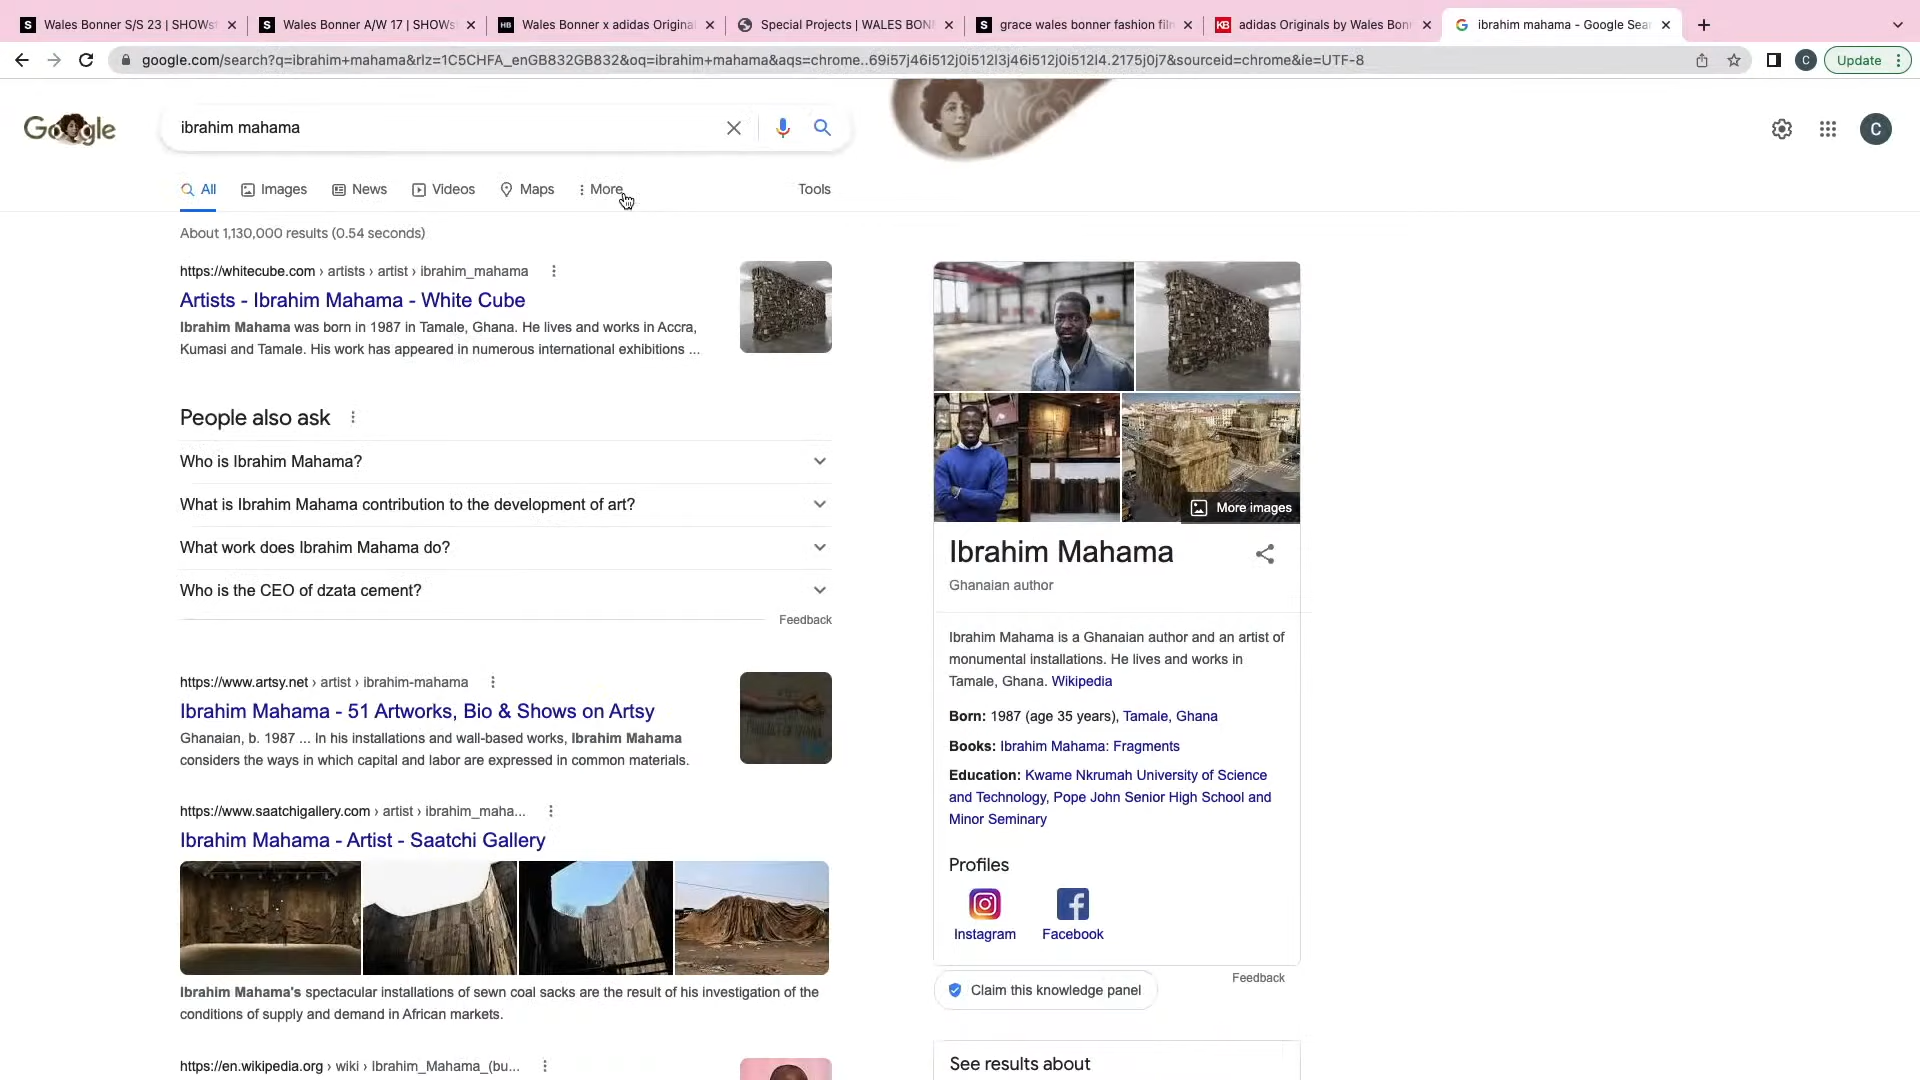 S Wales Bonner S/S 23 | SHOWs
S Wales Bonner A/W 17 | SHOWs
HB Wales Bonner x adidas Original
Special Projects | WALES BON
S grace wales bonner fashion fil
KB adidas Originals by Wales Bon
G ibrahim mahama - Google Sea
google.com/search?q=ibrahim+mahama&rlz=1C5CHFA_enGB832GB832&oq=ibrahim+mahama&aqs=chrome..69i57j46i512j0i512l3j46i512j0i512l4.2175j0j7&sourceid=chrome&ie=UTF-8
C
Update
Google
ibrahim mahama
C
All
Images
News
Videos
Maps
More
Tools
About 1,130,000 results (0.54 seconds)
https://whitecube.com › artists › artist › ibrahim_mahama
Artists - Ibrahim Mahama - White Cube
Ibrahim Mahama was born in 1987 in Tamale, Ghana. He lives and works in Accra,
Kumasi and Tamale. His work has appeared in numerous international exhibitions ...
People also ask
Who is Ibrahim Mahama?
What is Ibrahim Mahama contribution to the development of art?
What work does Ibrahim Mahama do?
Who is the CEO of dzata cement?
Feedback
https://www.artsy.net › artist › ibrahim-mahama
Ibrahim Mahama - 51 Artworks, Bio & Shows on Artsy
Ghanaian, b. 1987 ... In his installations and wall-based works, Ibrahim Mahama
considers the ways in which capital and labor are expressed in common materials.
https://www.saatchigallery.com › artist › ibrahim_maha...
Ibrahim Mahama - Artist - Saatchi Gallery
Ibrahim Mahama's spectacular installations of sewn coal sacks are the result of his investigation of the
conditions of supply and demand in African markets.
https://en.wikipedia.org › wiki › Ibrahim_Mahama_(bu...
More images
Ibrahim Mahama
Ghanaian author
Ibrahim Mahama is a Ghanaian author and an artist of
monumental installations. He lives and works in
Tamale, Ghana. Wikipedia
Born: 1987 (age 35 years), Tamale, Ghana
Books: Ibrahim Mahama: Fragments
Education: Kwame Nkrumah University of Science
and Technology, Pope John Senior High School and
Minor Seminary
Profiles
Instagram
Facebook
Feedback
Claim this knowledge panel
See results about